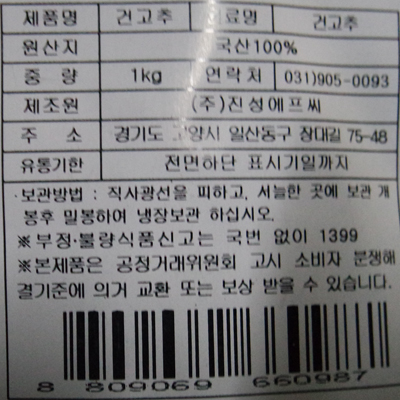 제품명 건고추 원료명 건고추
원산지 국산100%
중 량 1kg 연락처 031)905-0093
제조원 (주)진성에프씨
주 소 경기도 고양시 일산동구 장대길 75-48
유통기한 전면하단 표시기일까지
·보관방법 : 직사광선을 피하고, 서늘한 곳에 보관 개
봉후 밀봉하여 냉장보관 하십시오.
※부정·불량식품신고는 국번 없이 1399
※본제품은 공정거래위원회 고시 소비자 분쟁해
결기준에 의거 교환 또는 보상 받을 수 있습니다.
8 809069 660987